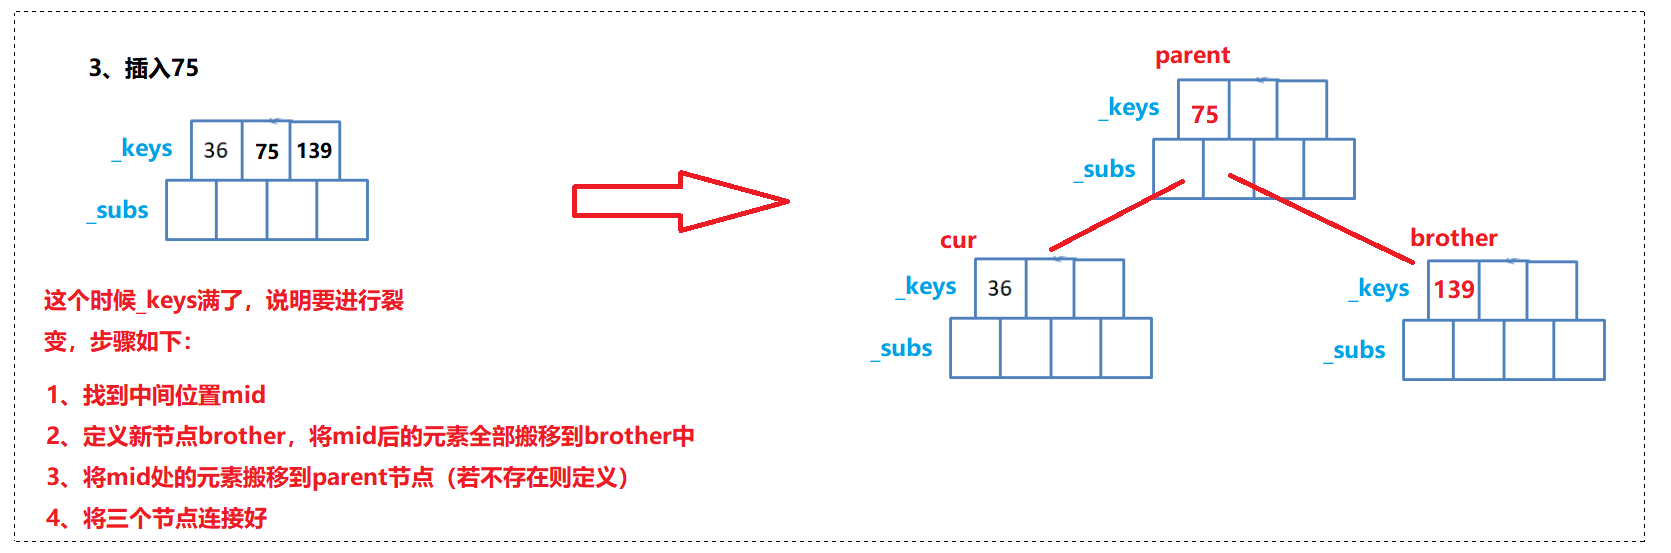 3、插入75
_keys 36 75 139
_subs
这个时候_keys满了，说明要进行裂
变，步骤如下：
1、找到中间位置mid
2、定义新节点brother，将mid后的元素全部搬移到brother中
3、将mid处的元素搬移到parent节点（若不存在则定义）
4、将三个节点连接好
parent
_keys 75
_subs
cur
_keys 36
_subs
brother
_keys 139
_subs